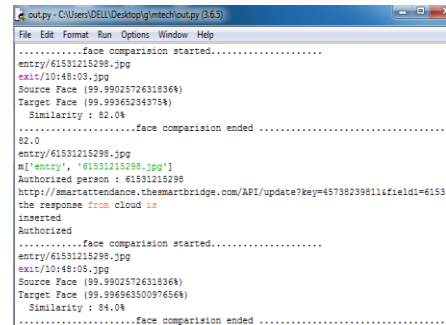 out.py - C:\Users\DELL\Desktop\g\mtech\out.py (3.6.5)
File Edit Format Run Options Window Help
............face comparision started.....................
entry/61531215298.jpg
exit/10:48:03.jpg
Source Face (99.9902572631836%)
Target Face (99.99365234375%)
Similarity : 82.0%
......................face comparision ended ...................................
82.0
entry/61531215298.jpg
m['entry', '61531215298.jpg']
Authorized person : 61531215298
http://smartattendance.thesmartbridge.com/API/update?key=45738239811&field1=6153
the response from cloud is
inserted
Authorized
............face comparision started.....................
entry/61531215298.jpg
exit/10:48:05.jpg
Source Face (99.9902572631836%)
Target Face (99.99696350097656%)
Similarity : 84.0%
......................face comparision ended ...................................